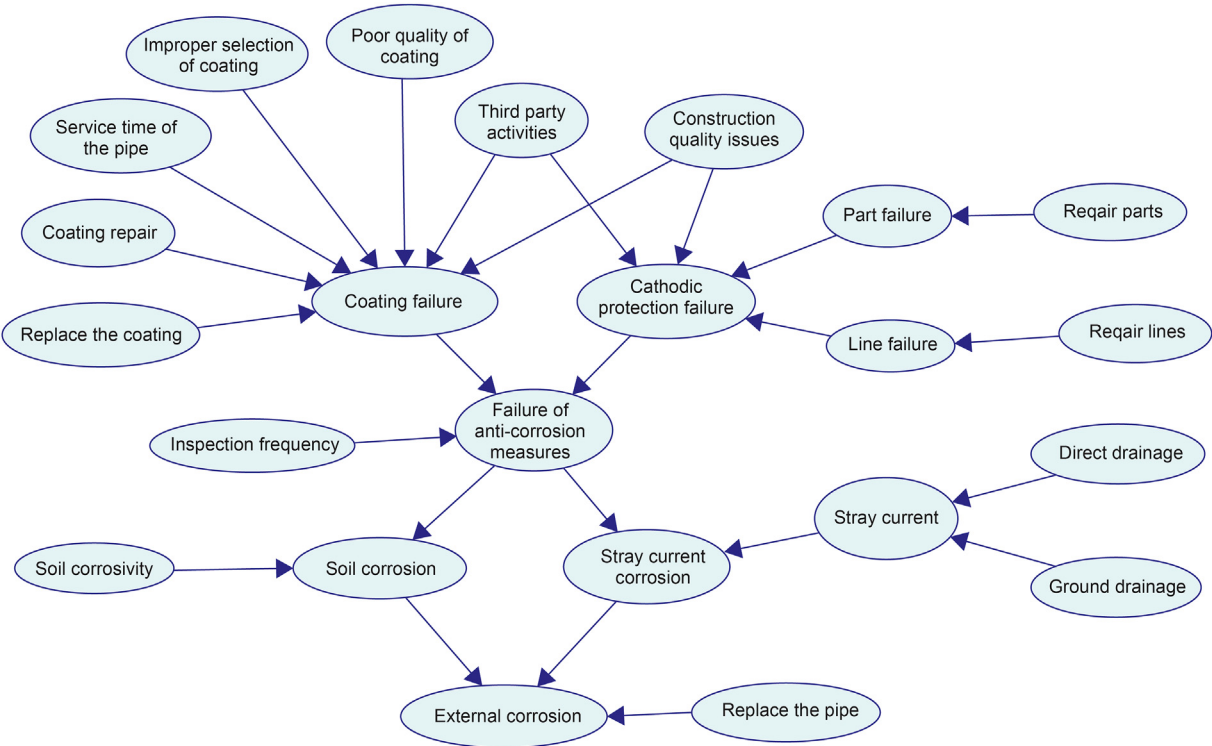 Improper selection
of coating
Poor quality of
coating
Third party
activities
Construction
quality issues
Service time of
the pipe
Part failure
Reqair parts
Coating repair
Coating failure
Cathodic
protection failure
Replace the coating
Line failure
Reqair lines
Failure of
anti-corrosion
measures
Inspection frequency
Direct drainage
Stray current
Soil corrosivity
Soil corrosion
Stray current
corrosion
Ground drainage
External corrosion
Replace the pipe